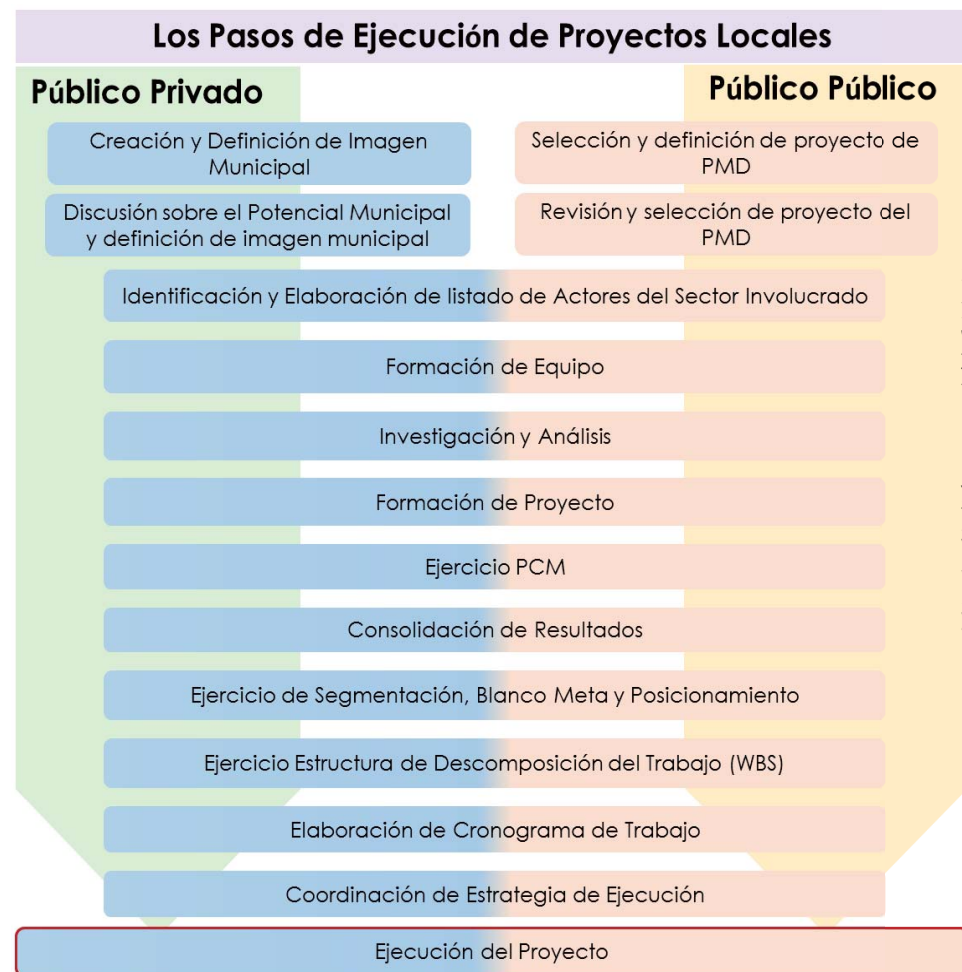 Los Pasos de Ejecución de Proyectos Locales
Público Privado
Público Público
Creación y Definición de Imagen
Municipal
Selección y definición de proyecto de
PMD
Discusión sobre el Potencial Municipal
y definición de imagen municipal
Revisión y selección de proyecto del
PMD
Identificación y Elaboración de listado de Actores del Sector Involucrado
Formación de Equipo
Investigación y Análisis
Formación de Proyecto
Ejercicio PCM
Consolidación de Resultados
Ejercicio de Segmentación, Blanco Meta y Posicionamiento
Ejercicio Estructura de Descomposición del Trabajo (WBS)
Elaboración de Cronograma de Trabajo
Coordinación de Estrategia de Ejecución
Ejecución del Proyecto